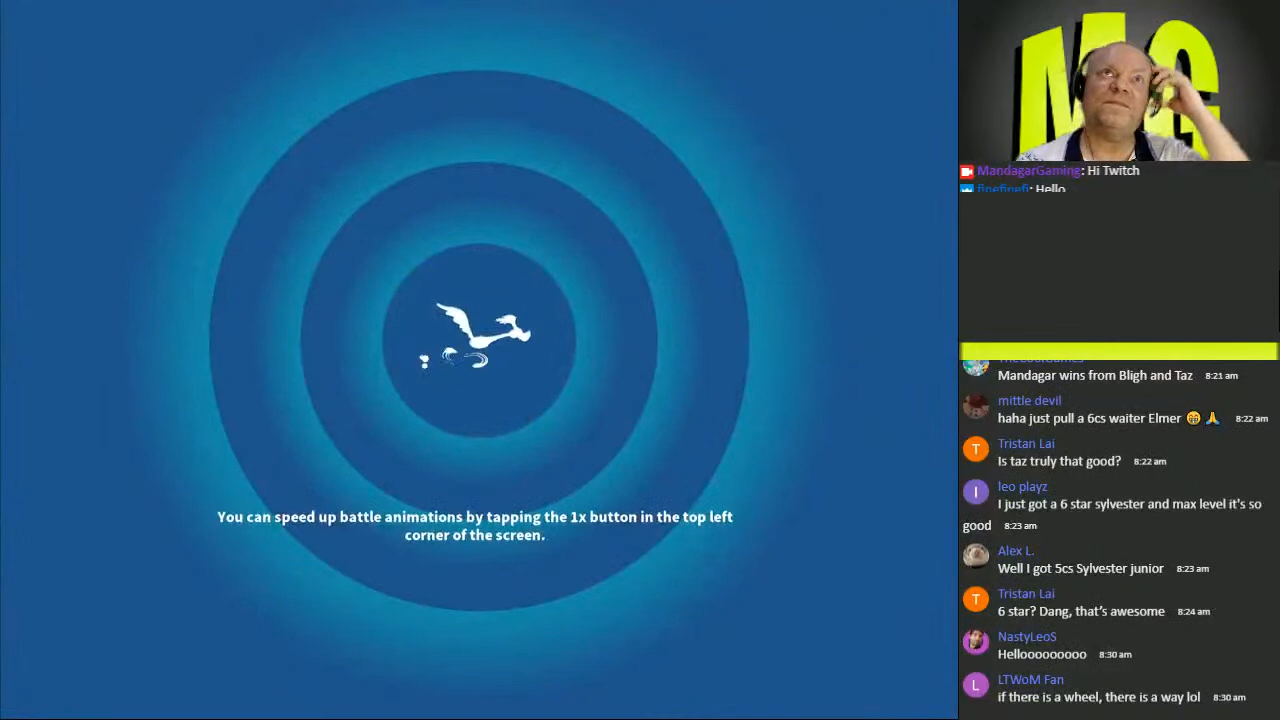 MG
MandagarGaming: Hi Twitch
finefinefi: Hello
You can speed up battle animations by tapping the 1x button in the top left
corner of the screen.
Mandagar wins from Bligh and Taz 8:21 am
mittle devil
haha just pull a 6cs waiter Elmer 😁 🙏 8:22 am
T
Tristan Lai
Is taz truly that good? 8:22 am
l
leo playz
I just got a 6 star sylvester and max level it's so
good 8:23 am
Alex L.
Well I got 5cs Sylvester junior 8:23 am
T
Tristan Lai
6 star? Dang, that’s awesome 8:24 am
NastyLeoS
Hellooooooooo 8:30 am
L
LTWoM Fan
if there is a wheel, there is a way lol 8:30 am